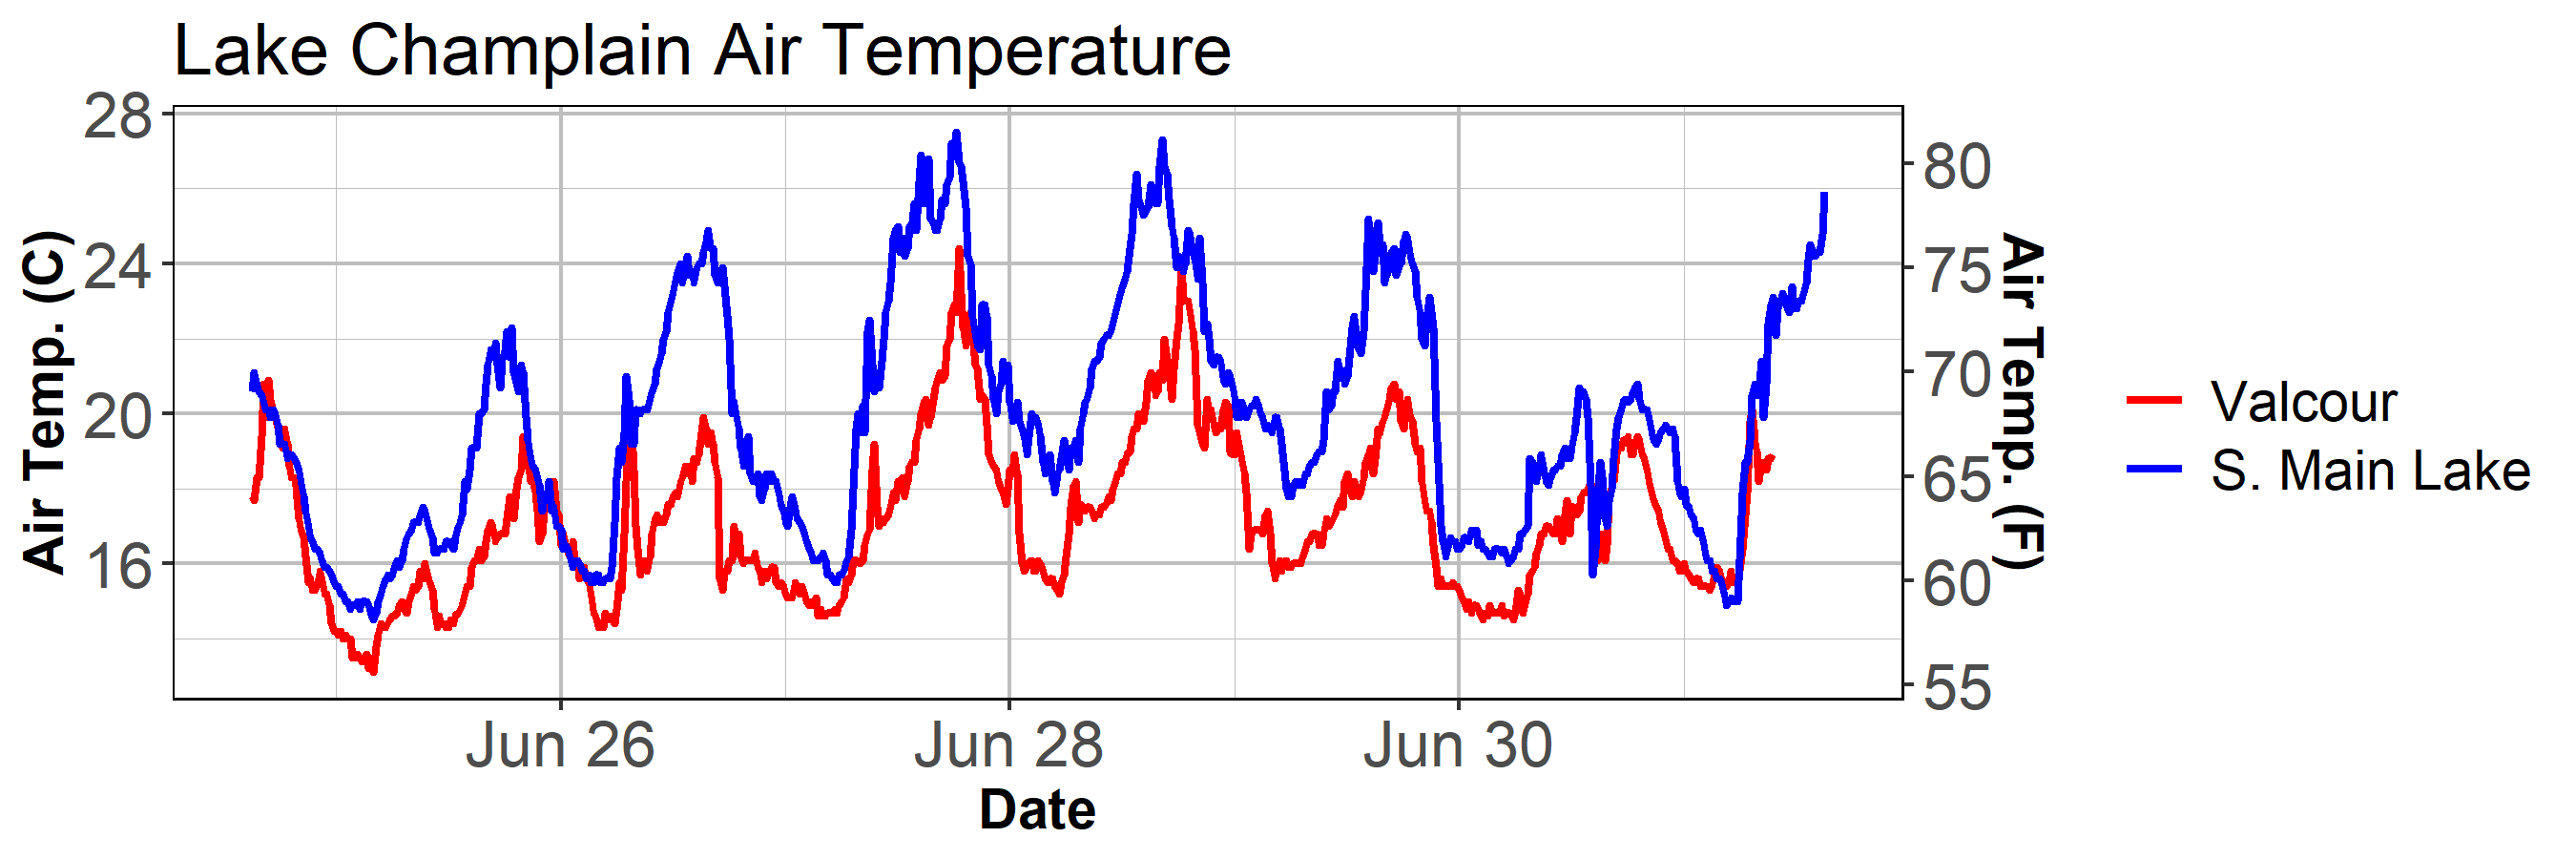 Lake Champlain Air Temperature
Air Temp. (C)
28
24
20
16
Air Temp. (F)
80
75
70
65
60
55
Jun 26
Jun 28
Jun 30
Date
Valcour
S. Main Lake